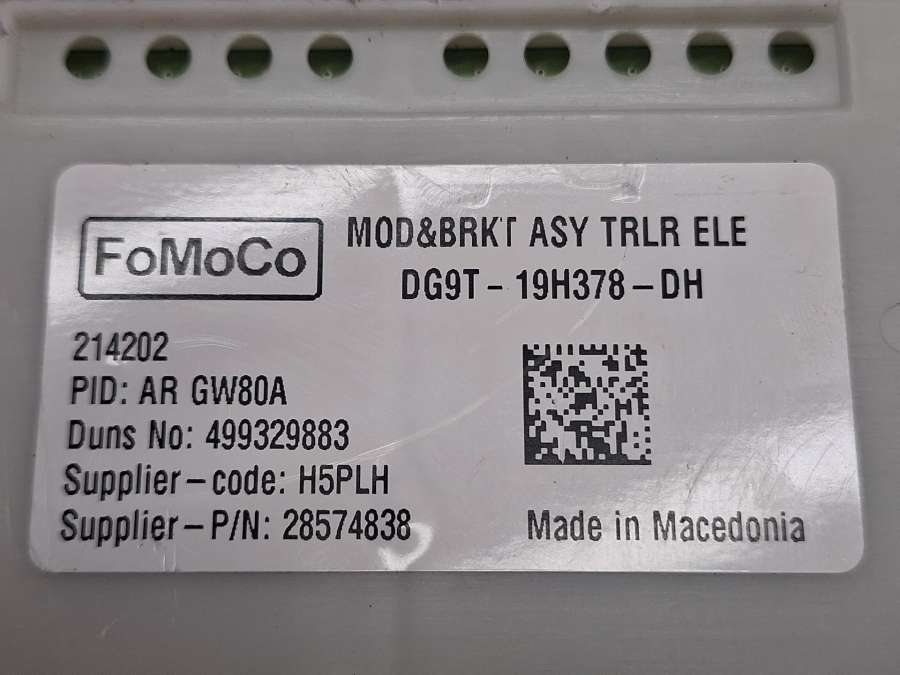 FoMoCo
MOD&BRKT ASY TRLR ELE
DG9T - 19H378 - DH
214202
PID: AR GW80A
Duns No: 499329883
Supplier-code: H5PLH
Supplier-P/N: 28574838
Made in Macedonia